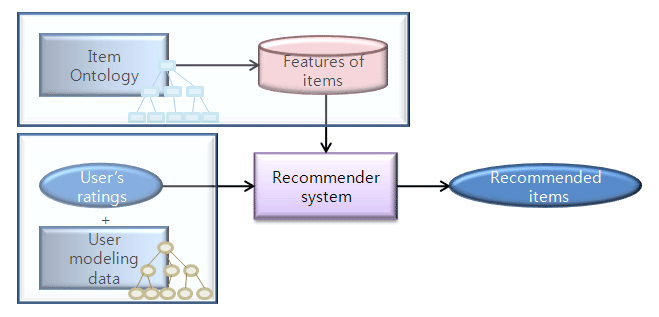 Item
Ontology
Features of
items
User's
ratings
+
User
modeling
data
Recommender
system
Recommended
items